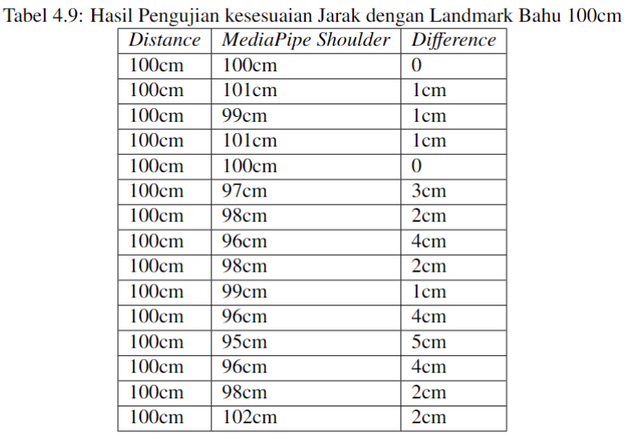 Tabel 4.9: Hasil Pengujian kesesuaian Jarak dengan Landmark Bahu 100cm
Distance MediaPipe Shoulder Difference
100cm 100cm 0
100cm 101cm 1cm
100cm 99cm 1cm
100cm 101cm 1cm
100cm 100cm 0
100cm 97cm 3cm
100cm 98cm 2cm
100cm 96cm 4cm
100cm 98cm 2cm
100cm 99cm 1cm
100cm 96cm 4cm
100cm 95cm 5cm
100cm 96cm 4cm
100cm 98cm 2cm
100cm 102cm 2cm